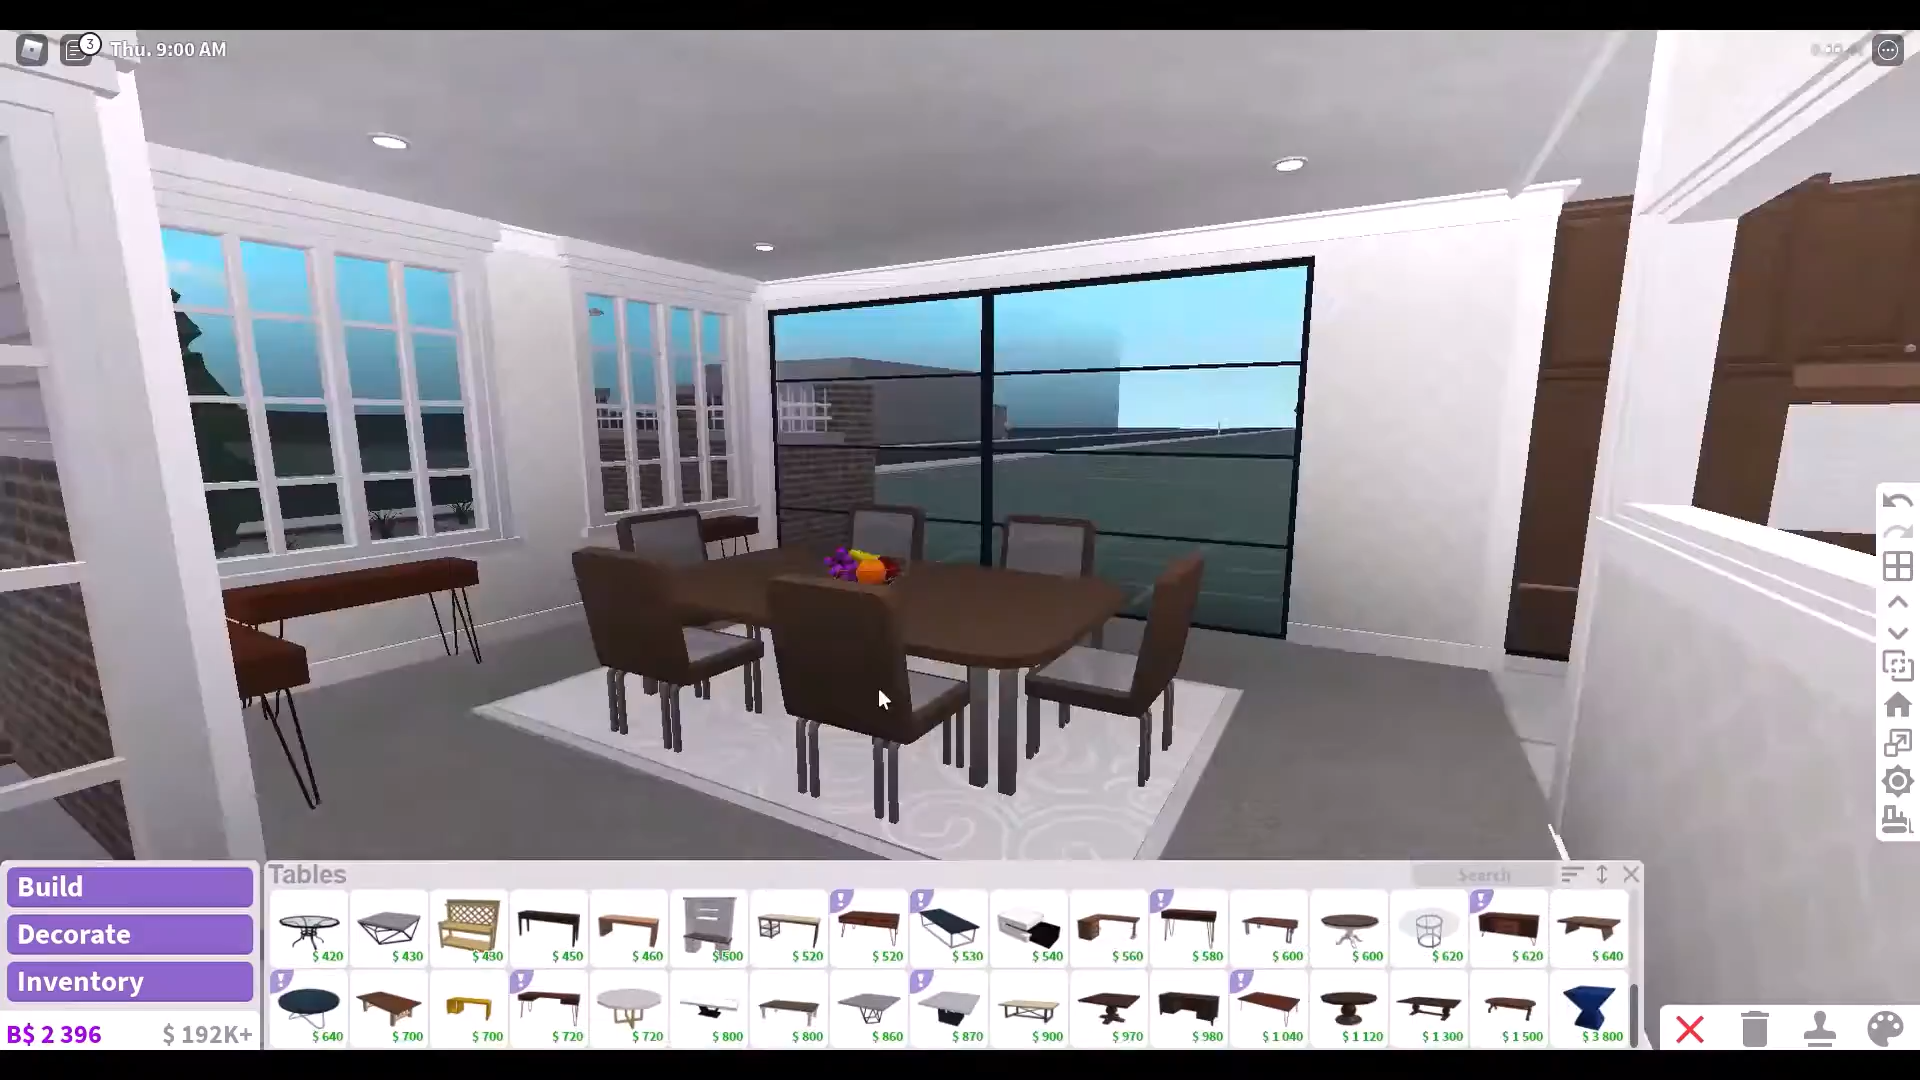 3
Thu. 9:00 AM
Build
Decorate
Inventory
B$ 2 396
$ 192K+
Tables
Search
$ 420
$ 430
$ 430
$ 450
$ 460
$ 500
$ 520
$ 520
$ 530
$ 540
$ 560
$ 580
$ 600
$ 600
$ 620
$ 620
$ 640
$ 640
$ 700
$ 700
$ 720
$ 720
$ 800
$ 800
$ 860
$ 870
$ 900
$ 970
$ 980
$ 1 040
$ 1 120
$ 1 300
$ 1 500
$ 3 800